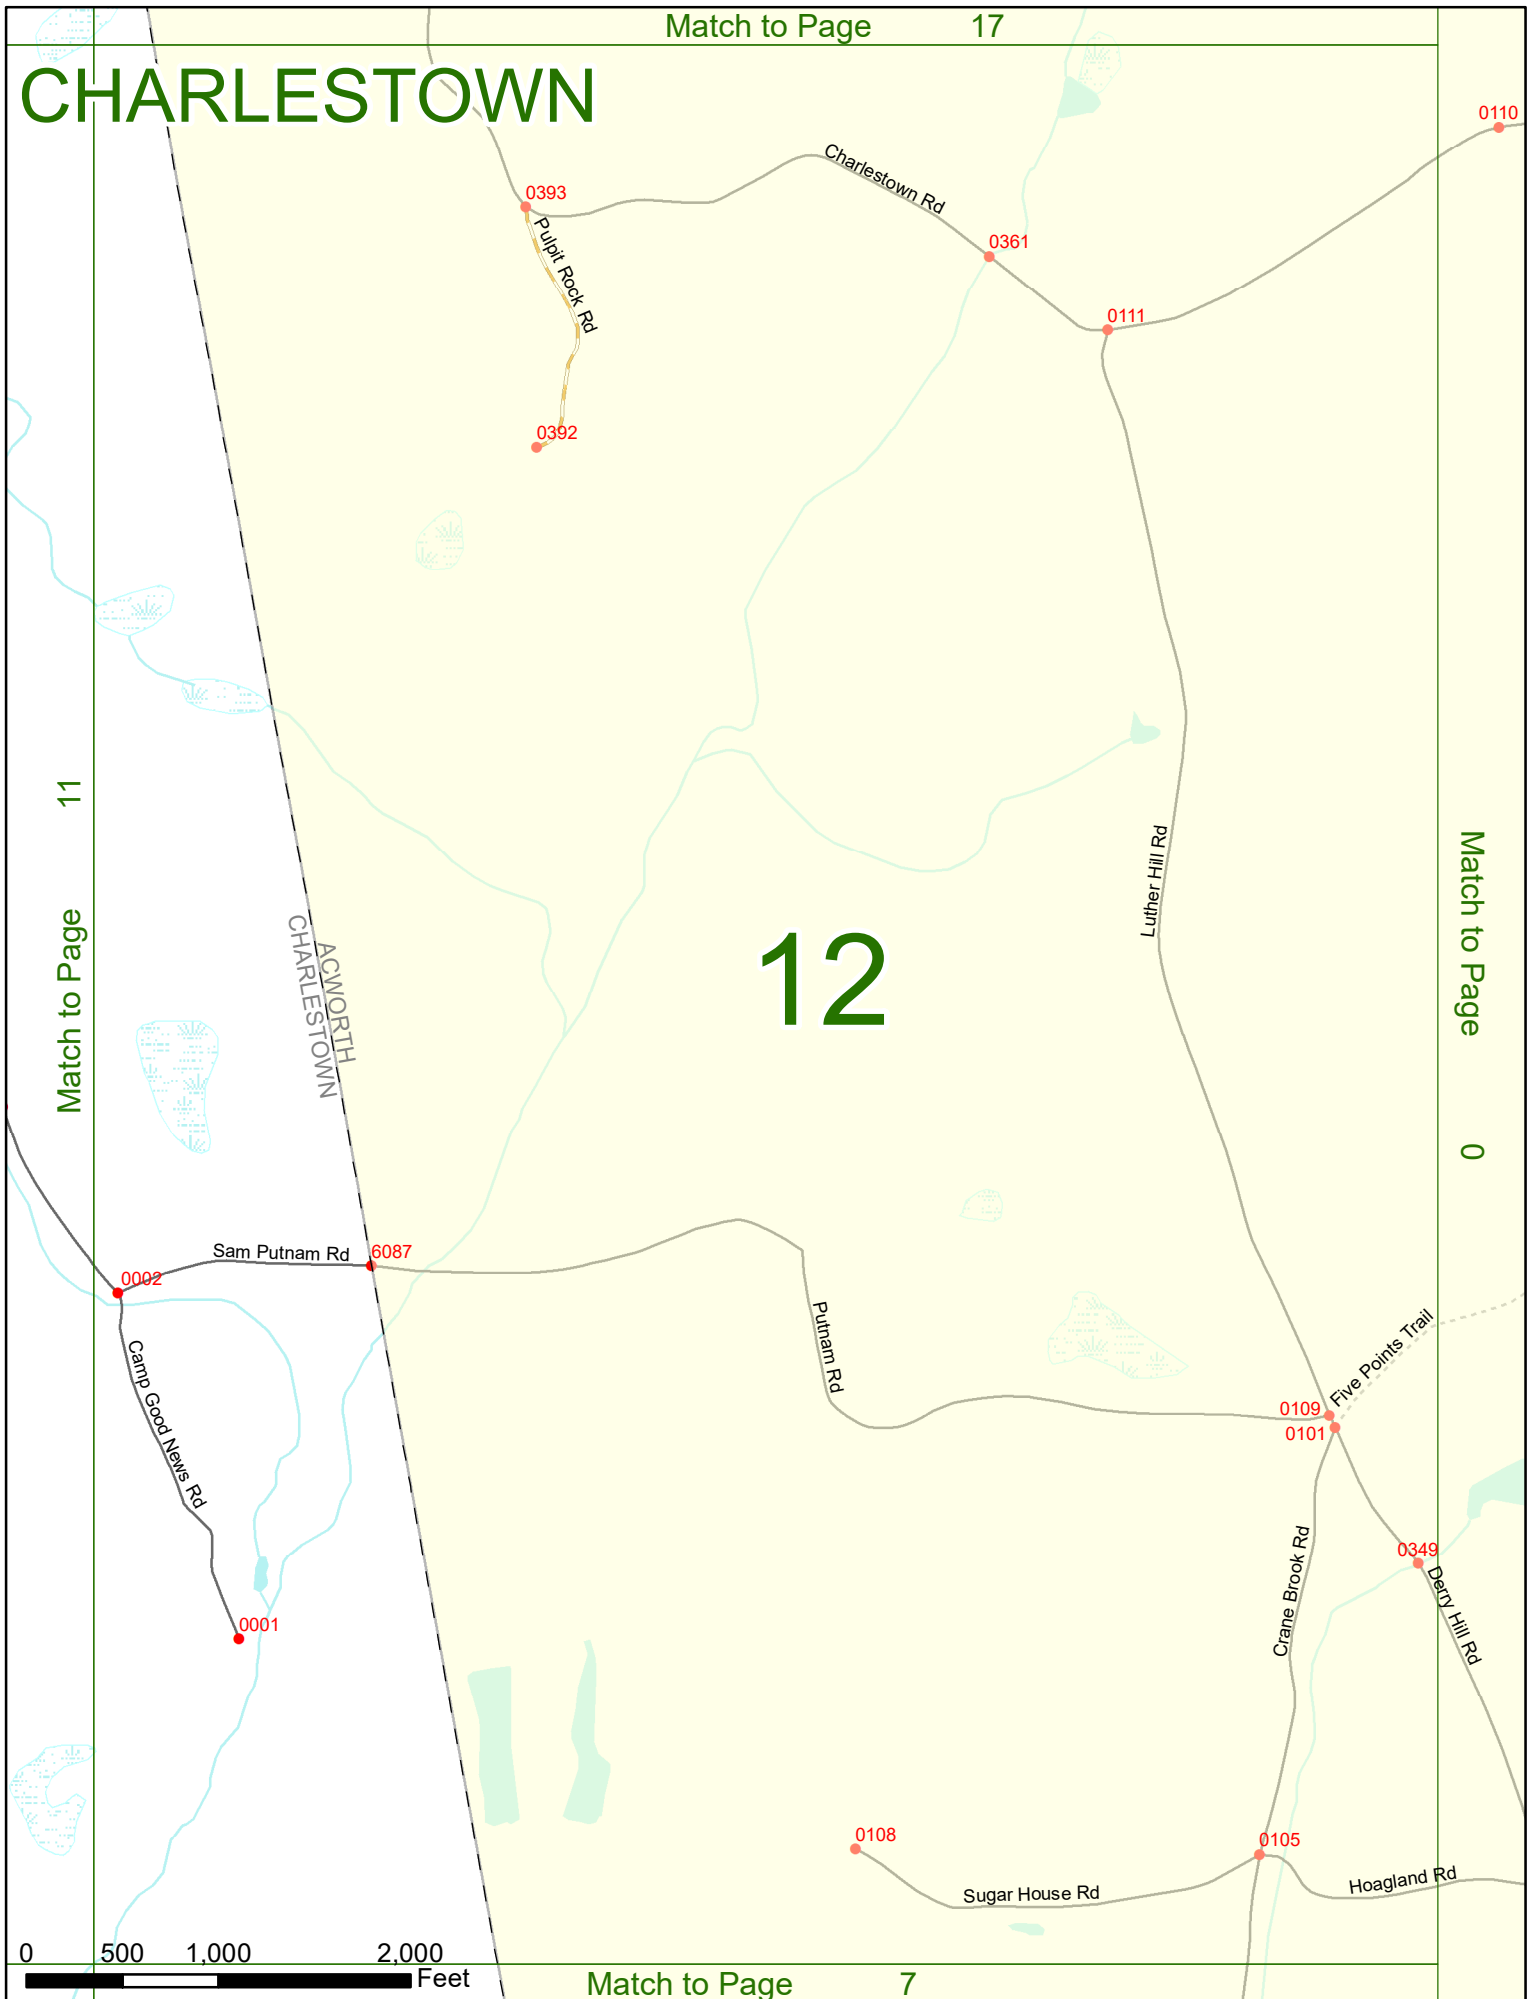 Match to Page 17
CHARLESTOWN
0110
Charlestown Rd
0393
Pulpit Rock Rd
0361
0111
0392
11
Match to Page
Luther Hill Rd
Match to Page
0
12
ACWORTH
CHARLESTOWN
Sam Putnam Rd
6087
0002
Putnam Rd
Five Points Trail
Camp Good News Rd
0109
0101
Crane Brook Rd
0349
Derry Hill Rd
0001
0108
0105
Sugar House Rd
Hoagland Rd
0 500 1,000 2,000
Feet
Match to Page 7